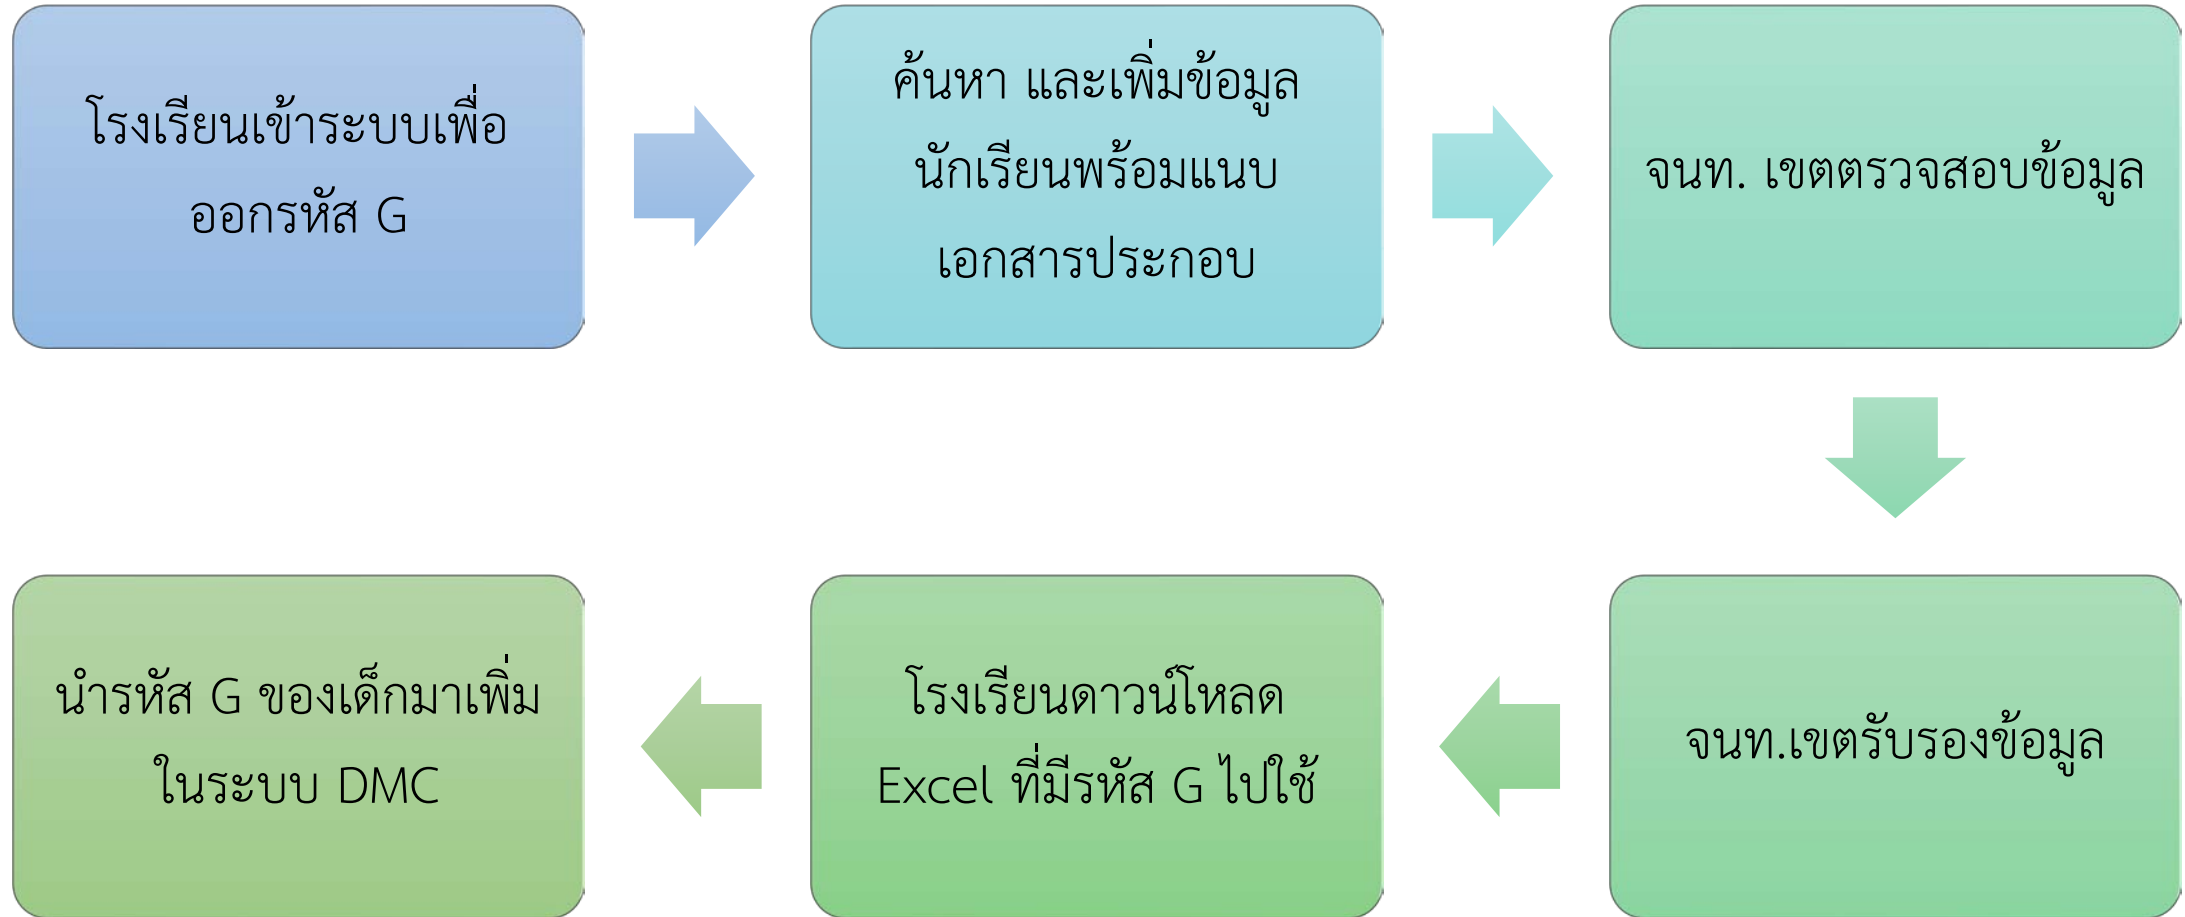 โรงเรียนเข้าระบบเพื่อ
ออกรหัส G
ค้นหา และเพิ่มข้อมูล
นักเรียนพร้อมแนบ
เอกสารประกอบ
จนท. เขตตรวจสอบข้อมูล
จนท.เขตรับรองข้อมูล
โรงเรียนดาวน์โหลด
Excel ที่มีรหัส G ไปใช้
นำรหัส G ของเด็กมาเพิ่ม
ในระบบ DMC